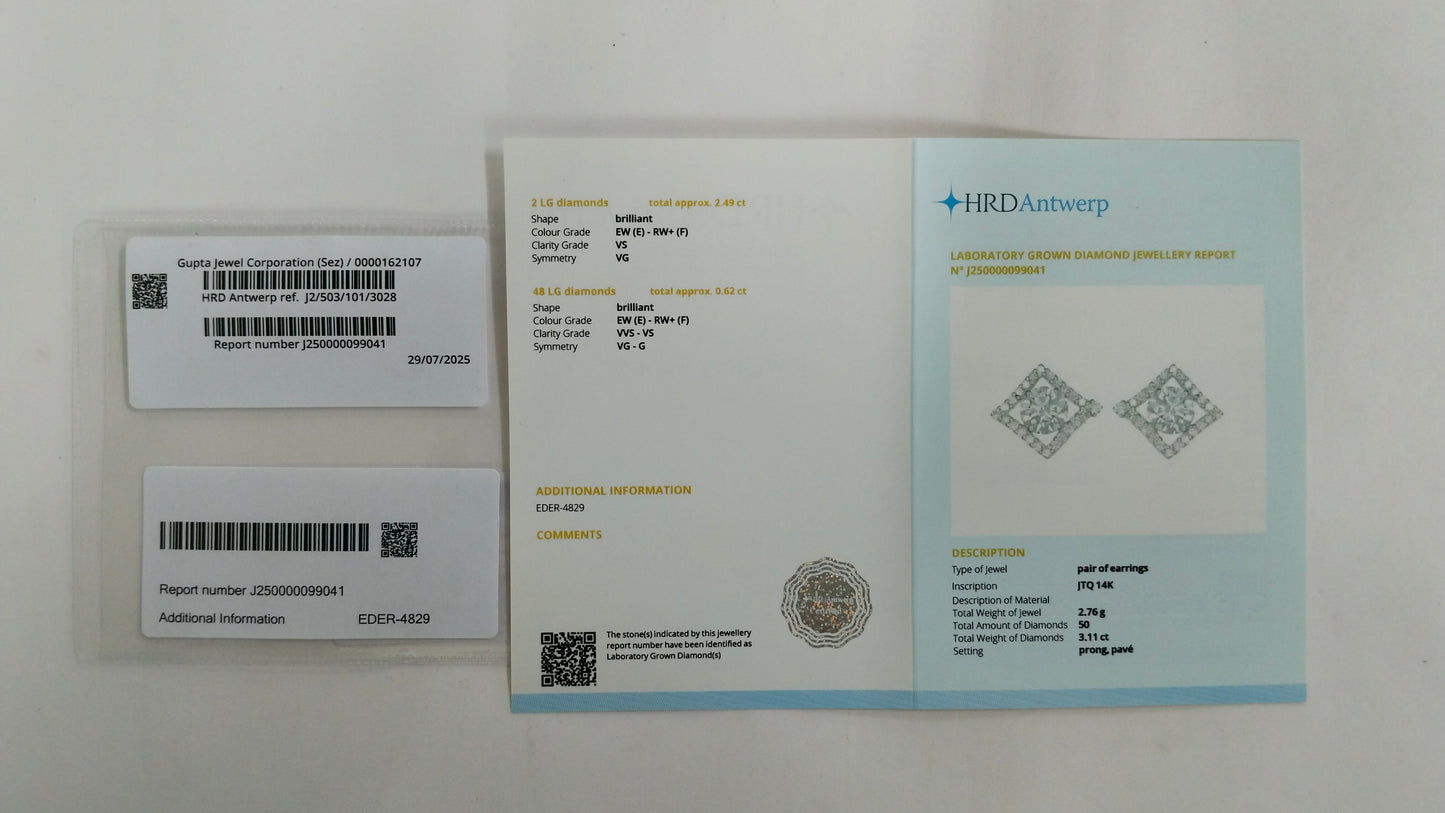 Gupta Jewel Corporation (Sez) / 0000162107
HRD Antwerp ref. J2/503/101/3028
Report number J250000099041
29/07/2025
Report number J250000099041
Additional Information EDER-4829
2 LG diamonds total approx. 2.49 ct
Shape brilliant
Colour Grade EW (E) - RW+ (F)
Clarity Grade VS
Symmetry VG
48 LG diamonds total approx. 0.62 ct
Shape brilliant
Colour Grade EW (E) - RW+ (F)
Clarity Grade VVS - VS
Symmetry VG - G
ADDITIONAL INFORMATION
EDER-4829
COMMENTS
The stone(s) indicated by this jewellery
report number have been identified as
Laboratory Grown Diamond(s)
HRDAntwerp
LABORATORY GROWN DIAMOND JEWELLERY REPORT
N° J250000099041
DESCRIPTION
Type of Jewel pair of earrings
Inscription JTQ 14K
Description of Material
Total Weight of Jewel 2.76 g
Total Amount of Diamonds 50
Total Weight of Diamonds 3.11 ct
Setting prong, pavé